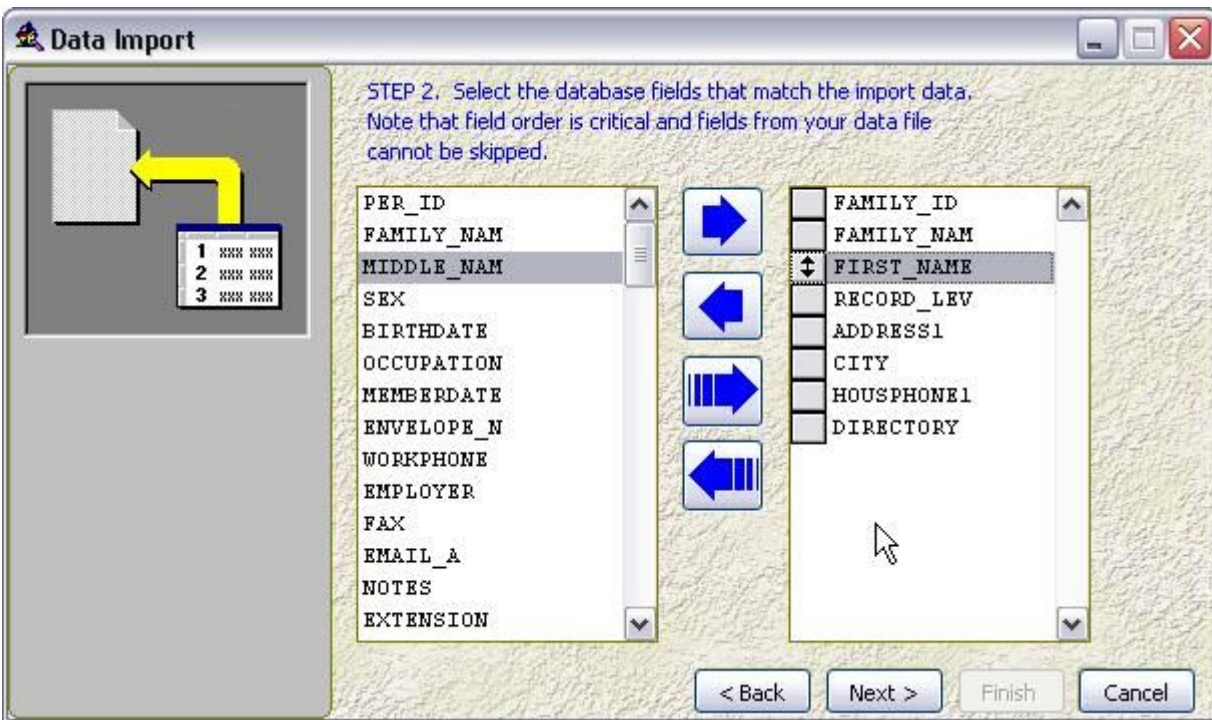 Data Import
STEP 2. Select the database fields that match the import data.
Note that field order is critical and fields from your data file
cannot be skipped.
1 xxx xxx
2 xxx xxx
3 xxx xxx
PER_ID
FAMILY_NAM
MIDDLE_NAM
SEX
BIRTHDATE
OCCUPATION
MEMBERDATE
ENVELOPE_N
WORKPHONE
EMPLOYER
FAX
EMAIL_A
NOTES
EXTENSION
FAMILY_ID
FAMILY_NAM
FIRST_NAME
RECORD_LEV
ADDRESS1
CITY
HOUSPHONE1
DIRECTORY
< Back
Next >
Finish
Cancel